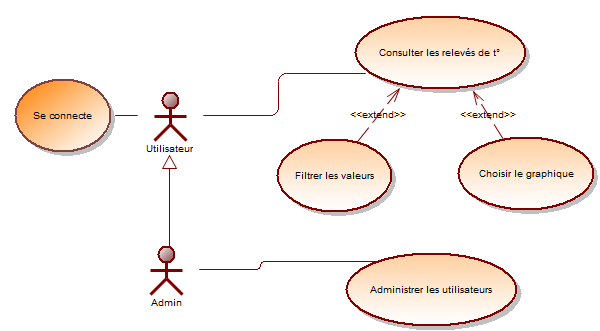 Consulter les relevés de t°
Se connecte
<<extend>>
<<extend>>
Utilisateur
Filtrer les valeurs
Choisir le graphique
Administrer les utilisateurs
Admin